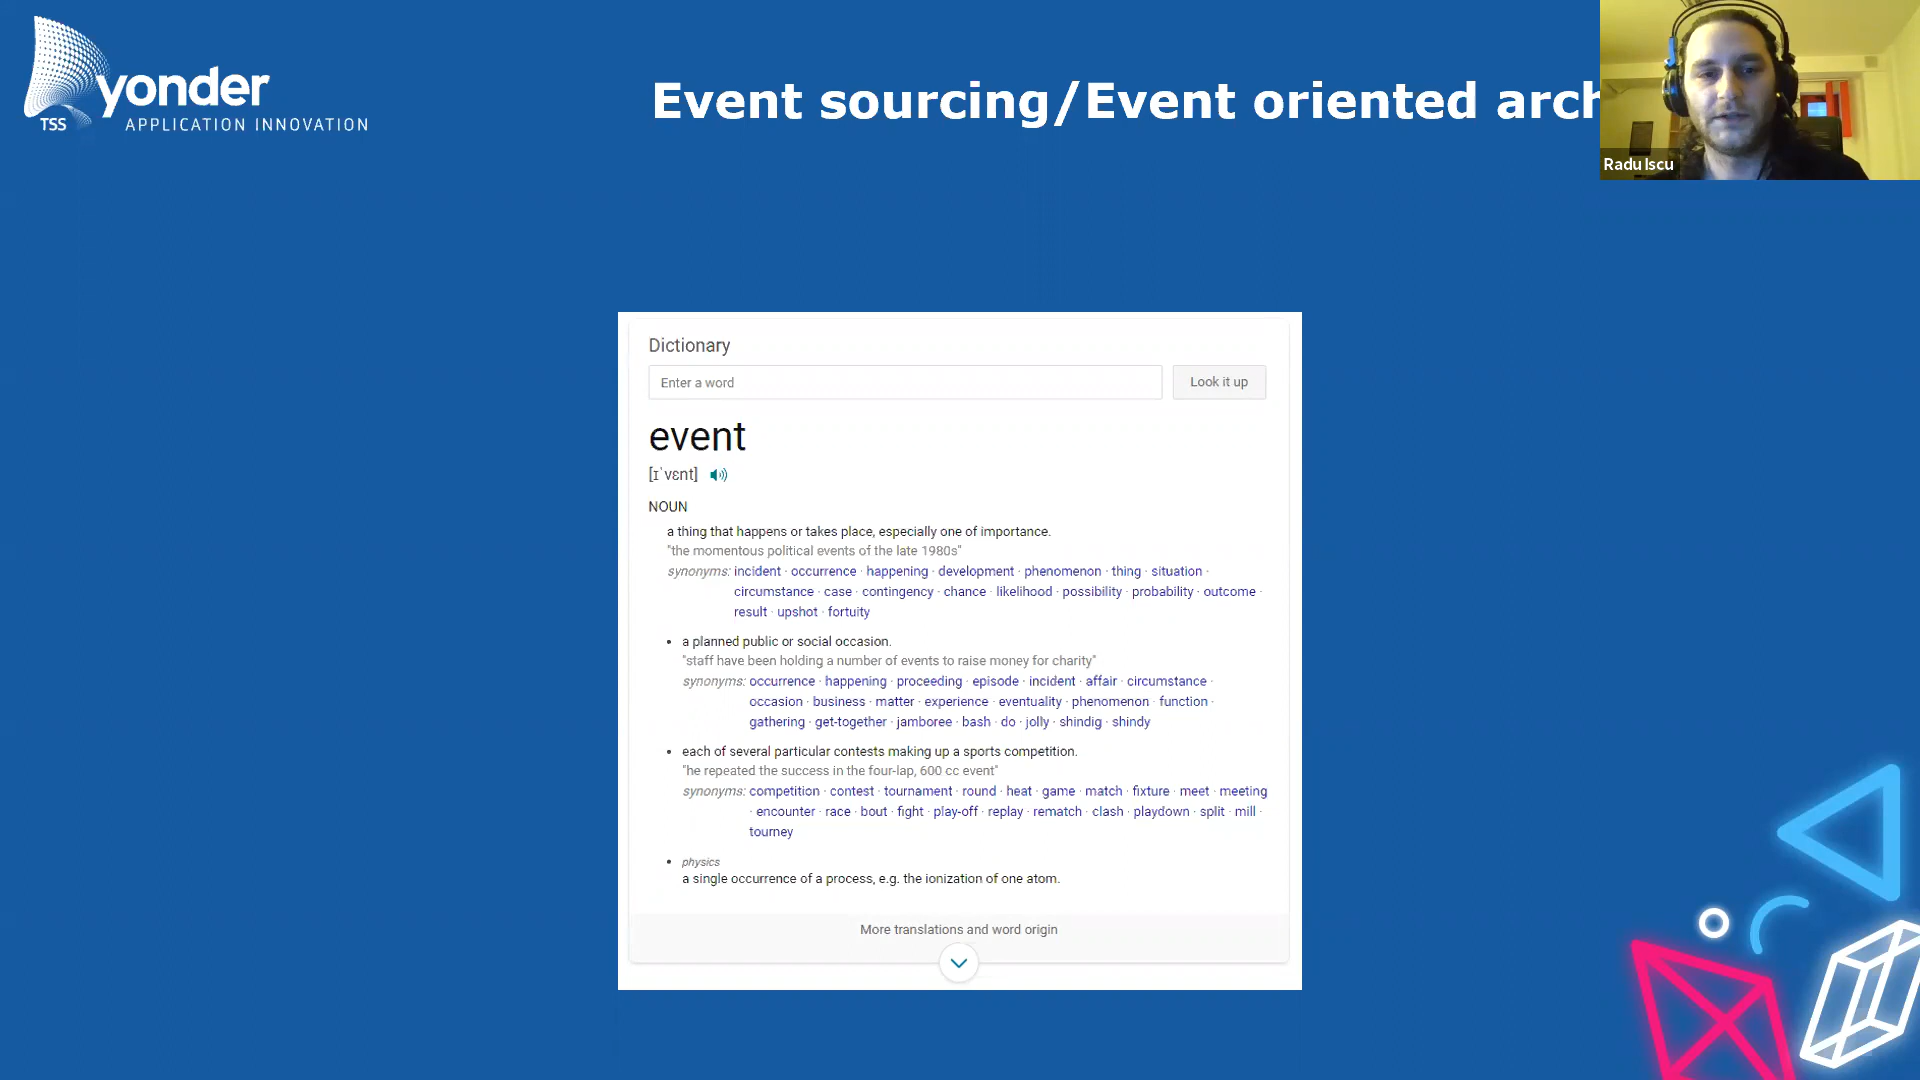 yonder
TSS
APPLICATION INNOVATION
Event sourcing/Event oriented arch
Radu Iscu
Dictionary
Enter a word
Look it up
event
[ɪˈvɛnt]
NOUN
a thing that happens or takes place, especially one of importance.
"the momentous political events of the late 1980s"
synonyms: incident · occurrence · happening · development · phenomenon · thing · situation ·
circumstance · case · contingency · chance · likelihood · possibility · probability · outcome ·
result · upshot · fortuity
• a planned public or social occasion.
"staff have been holding a number of events to raise money for charity"
synonyms: occurrence · happening · proceeding · episode · incident · affair · circumstance ·
occasion · business · matter · experience · eventuality · phenomenon · function ·
gathering · get-together · jamboree · bash · do · jolly · shindig · shindy
• each of several particular contests making up a sports competition.
"he repeated the success in the four-lap, 600 cc event"
synonyms: competition · contest · tournament · round · heat · game · match · fixture · meet · meeting
· encounter · race · bout · fight · play-off · replay · rematch · clash · playdown · split · mill ·
tourney
• physics
a single occurrence of a process, e.g. the ionization of one atom.
More translations and word origin